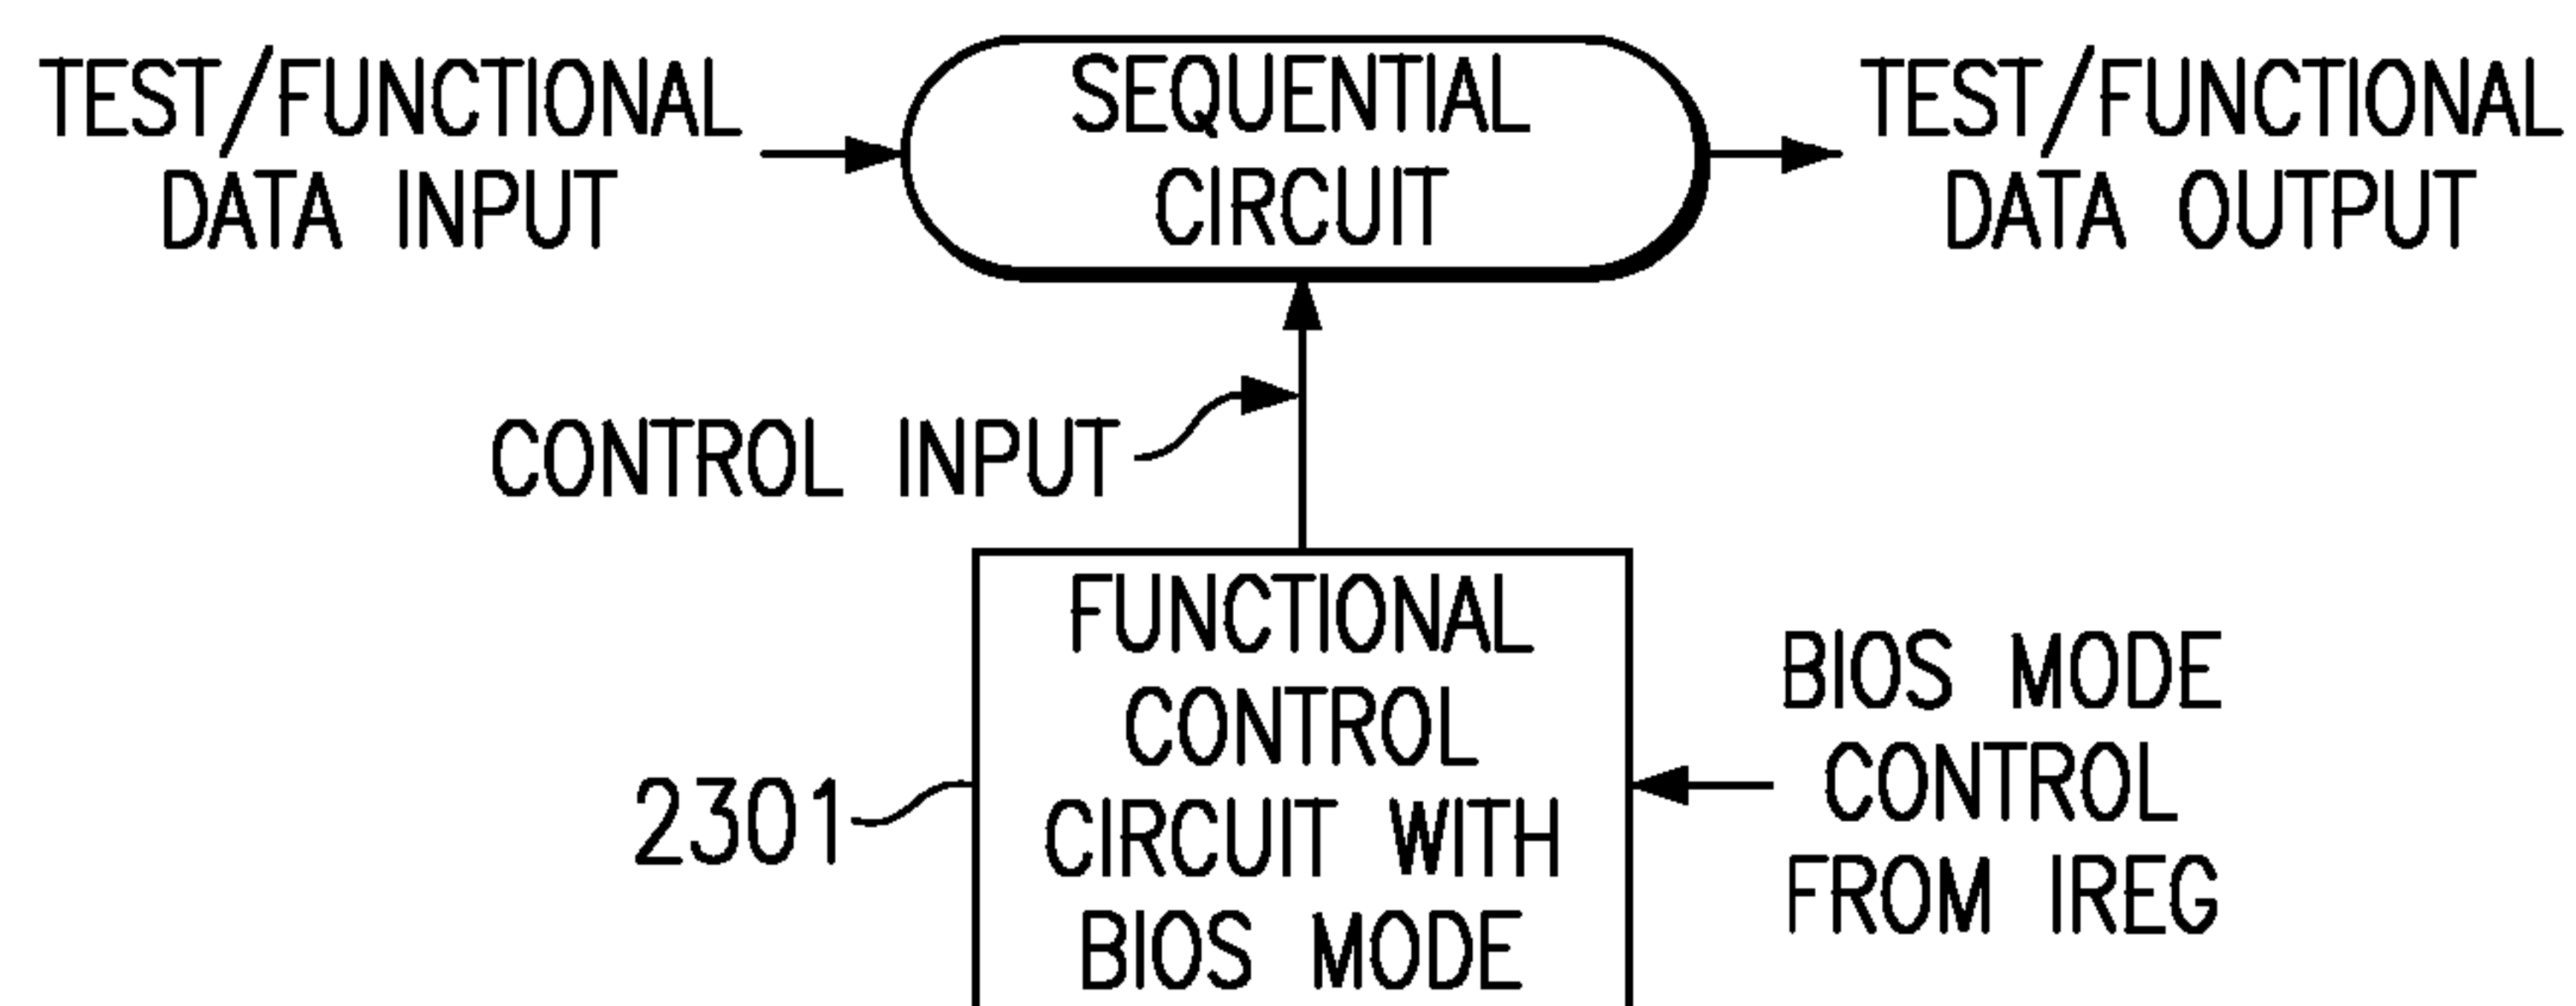 TEST/FUNCTIONAL
DATA INPUT
SEQUENTIAL
CIRCUIT
TEST/FUNCTIONAL
DATA OUTPUT
CONTROL INPUT
2301
FUNCTIONAL
CONTROL
CIRCUIT WITH
BIOS MODE
BIOS MODE
CONTROL
FROM IREG